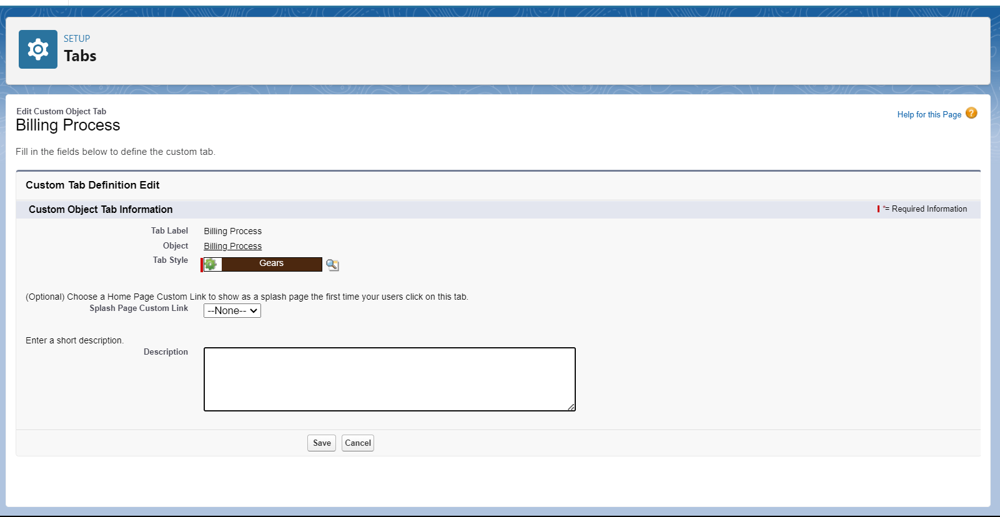 SETUP
Tabs
Edit Custom Object Tab
Billing Process
Help for this Page ?
Fill in the fields below to define the custom tab.
Custom Tab Definition Edit
Custom Object Tab Information
*= Required Information
Tab Label Billing Process
Object Billing Process
Tab Style Gears
(Optional) Choose a Home Page Custom Link to show as a splash page the first time your users click on this tab.
Splash Page Custom Link --None--
Enter a short description.
Description
Save Cancel